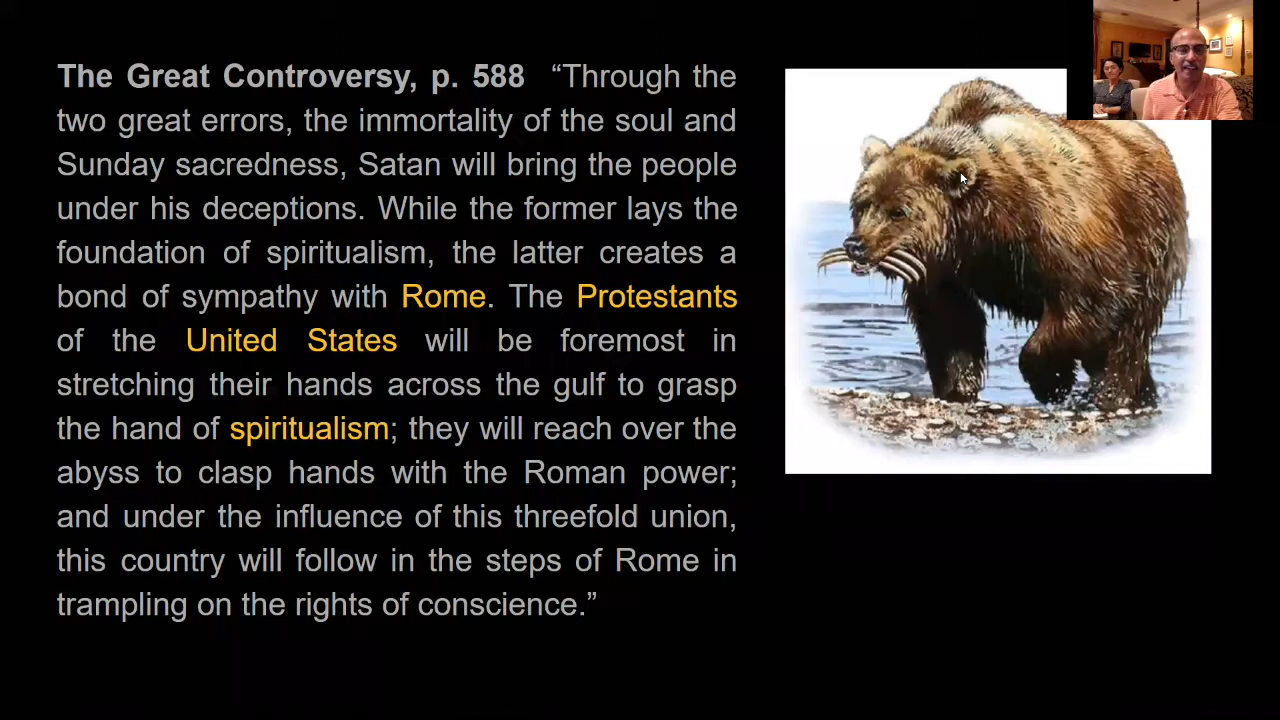 The Great Controversy, p. 588 “Through the
two great errors, the immortality of the soul and
Sunday sacredness, Satan will bring the people
under his deceptions. While the former lays the
foundation of spiritualism, the latter creates a
bond of sympathy with Rome. The Protestants
of the United States will be foremost in
stretching their hands across the gulf to grasp
the hand of spiritualism; they will reach over the
abyss to clasp hands with the Roman power;
and under the influence of this threefold union,
this country will follow in the steps of Rome in
trampling on the rights of conscience.”